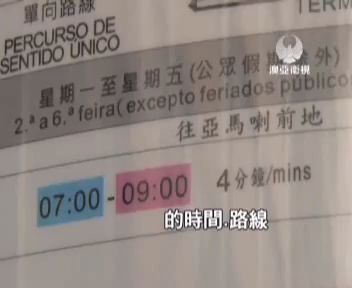 單向路線
PERCURSO DE
SENTIDO ÚNICO
TERM
澳亞衛視
星期一至星期五(公眾假 外)
2.ª a 6.ª feira(excepto feriados público
往亞馬喇前地
07:00 - 09:00 4分鐘/mins
的時間.路線